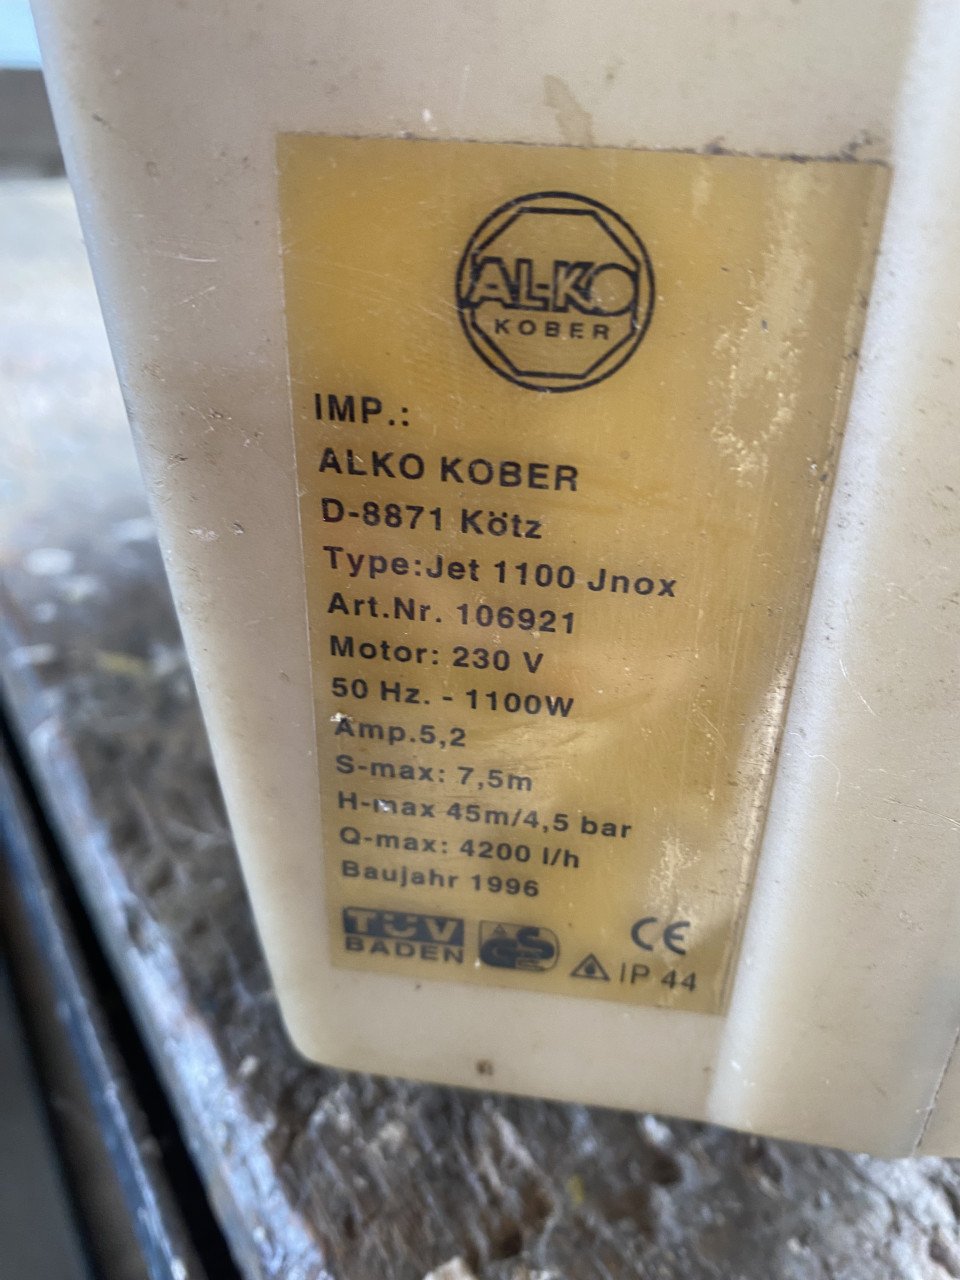 AL-KO
KOBER
IMP.:
ALKO KOBER
D-8871 Kötz
Type:Jet 1100 Jnox
Art.Nr. 106921
Motor: 230 V
50 Hz. - 1100W
Amp.5,2
S-max: 7,5m
H-max 45m/4,5 bar
Q-max: 4200 l/h
Baujahr 1996
TÜV
BADEN
GS
CE
IP 44